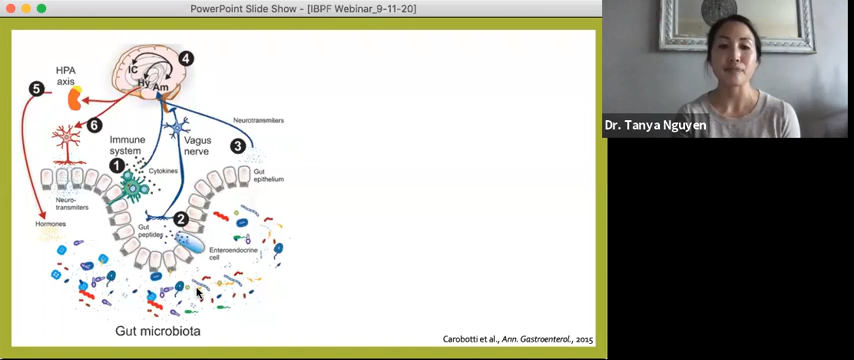 PowerPoint Slide Show - [IBPF Webinar_9-11-20]
HPA
axis
5
4
IC
Hy
Am
6
Immune
system
1
Cytokines
Vagus
nerve
Neurotransmiters
3
Gut
epithelium
Neuro-
transmiters
Hormones
Gut
peptides
2
Enteroendocrine
cell
Gut microbiota
Carobotti et al., Ann. Gastroenterol., 2015
Dr. Tanya Nguyen